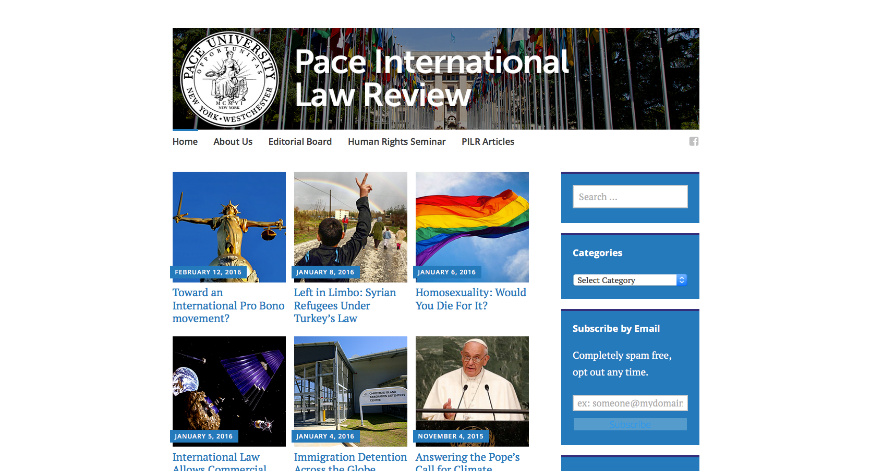 PACE UNIVERSITY
OPPORTUNITAS
MCMVI
NEW YORK
NEW YORK • WESTCHESTER
Pace International
Law Review
Home About Us Editorial Board Human Rights Seminar PILR Articles
FEBRUARY 12, 2016
Toward an
International Pro Bono
movement?
JANUARY 8, 2016
Left in Limbo: Syrian
Refugees Under
Turkey's Law
JANUARY 6, 2016
Homosexuality: Would
You Die For It?
JANUARY 5, 2016
International Law
Allows Commercial
JANUARY 4, 2016
Immigration Detention
Across the Globe
NOVEMBER 4, 2015
Answering the Pope's
Call for Climate
Search ...
Categories
Select Category
Subscribe by Email
Completely spam free,
opt out any time.
ex: someone@mydomain
Subscribe